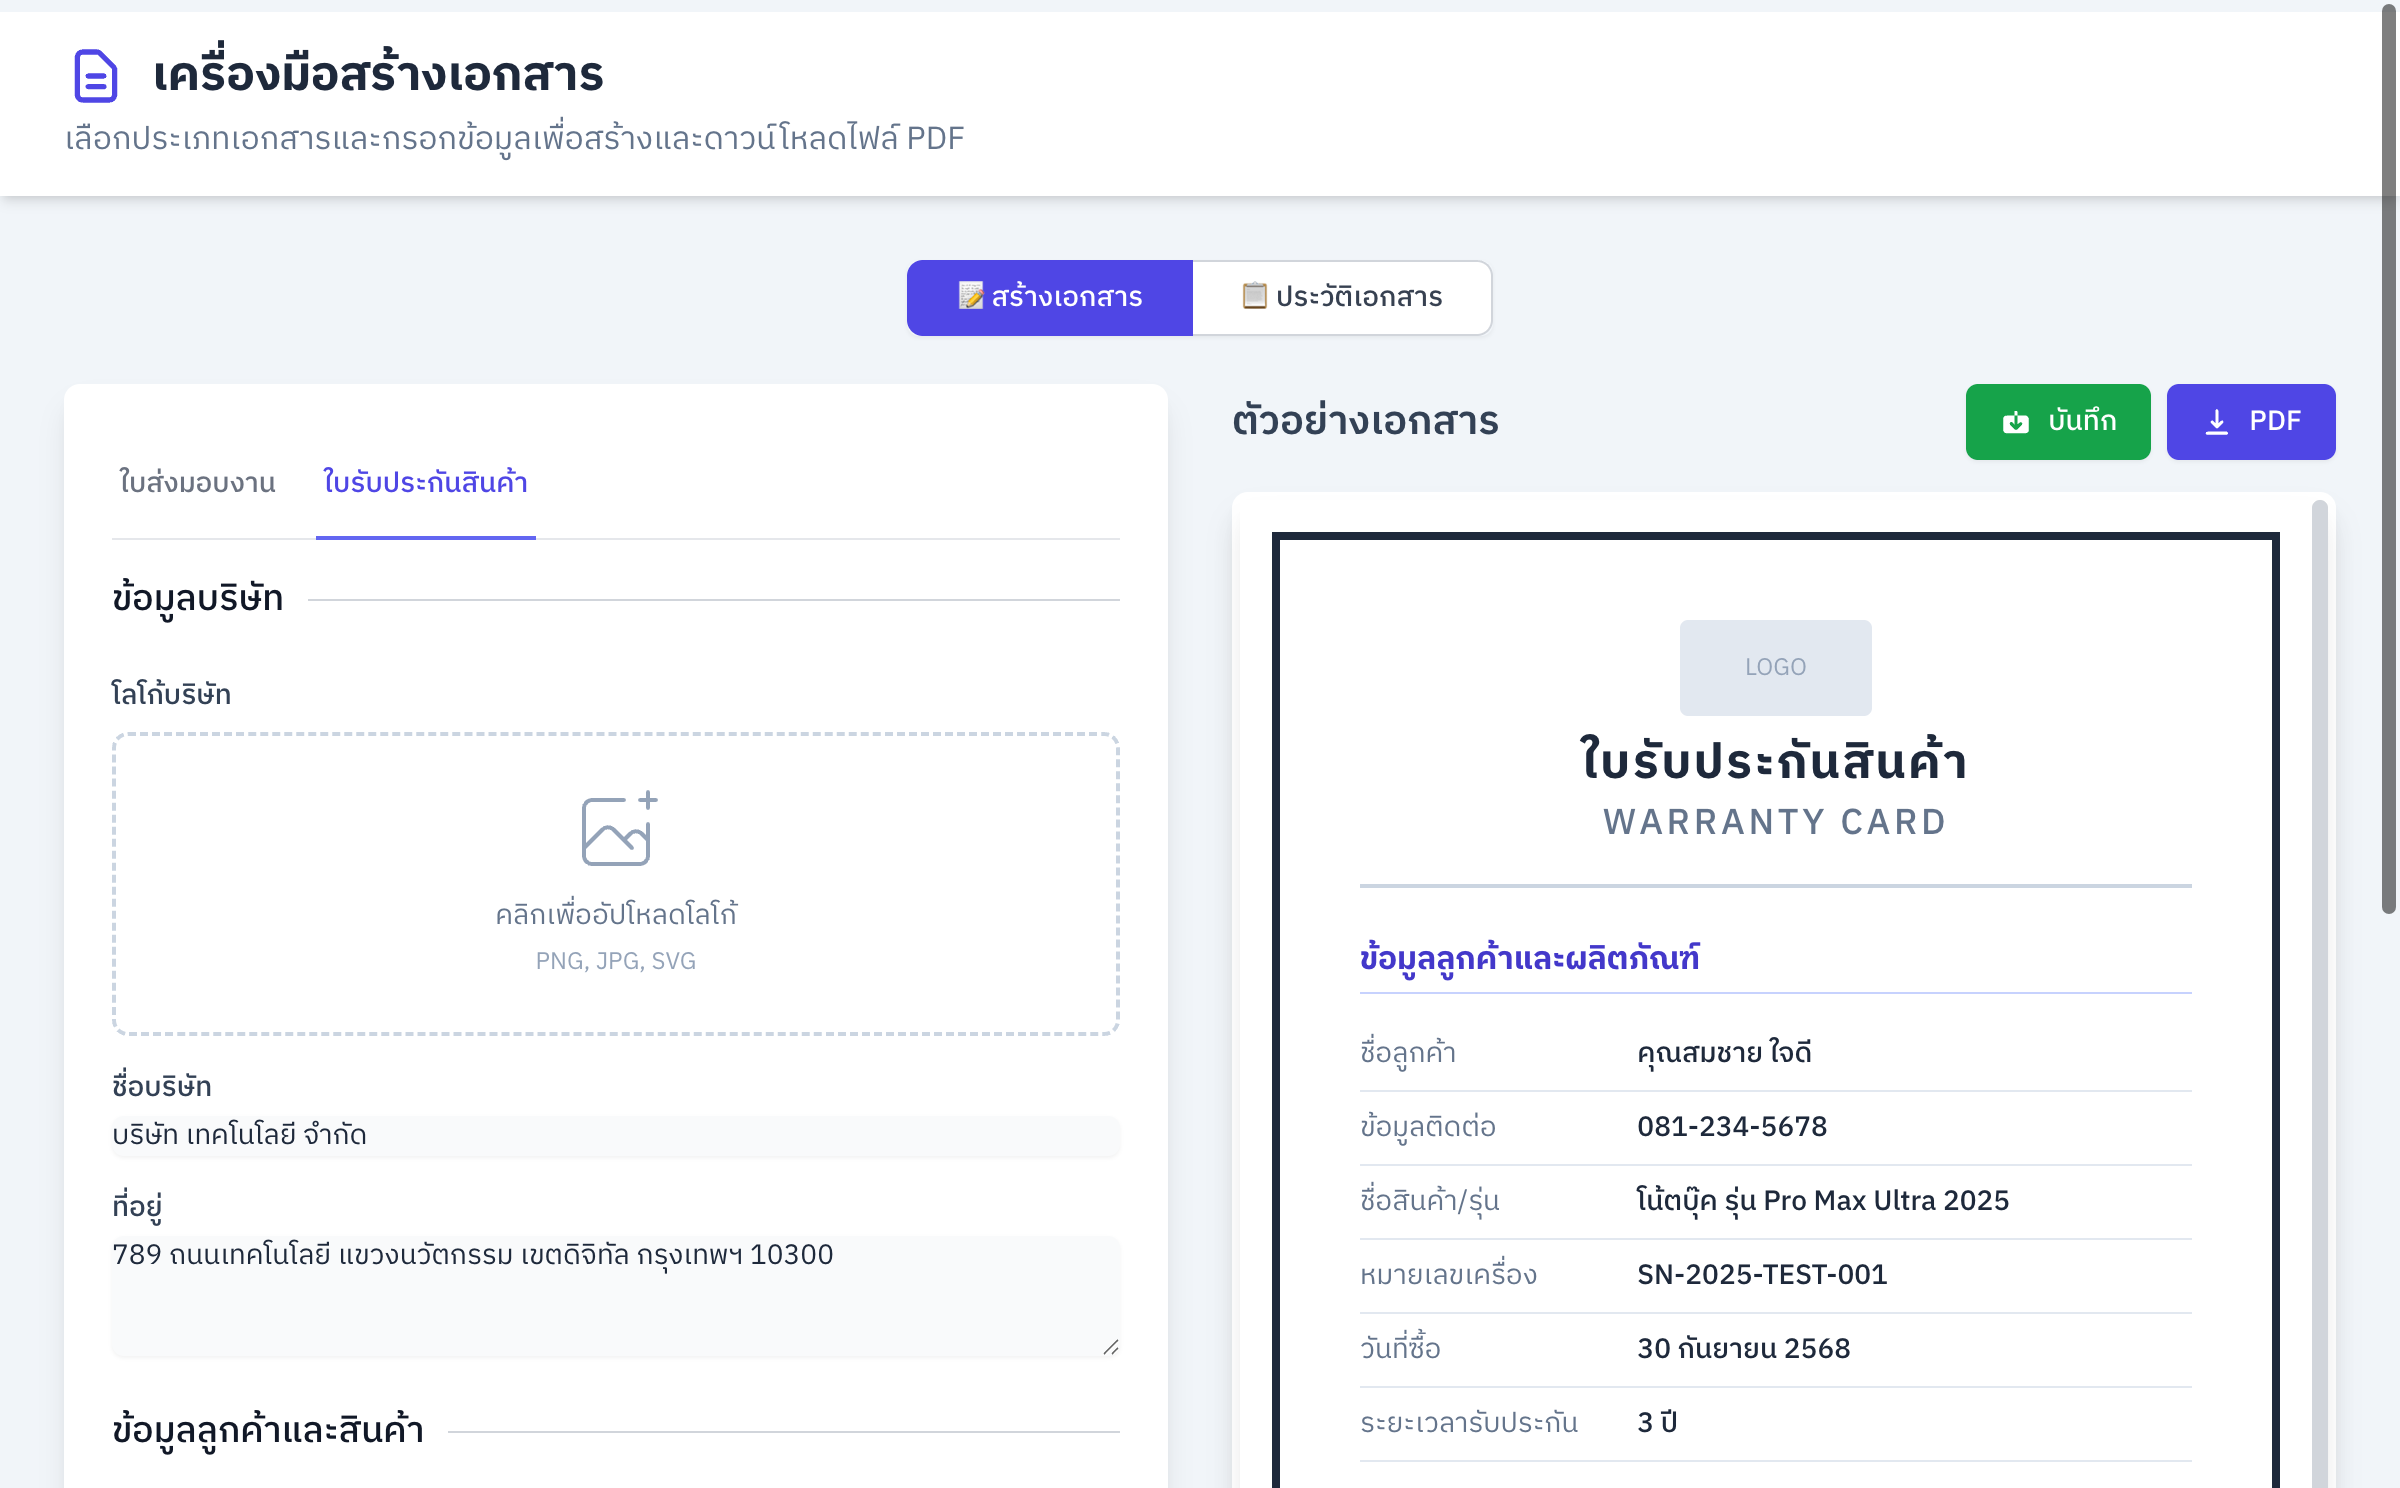 เครื่องมือสร้างเอกสาร
เลือกประเภทเอกสารและกรอกข้อมูลเพื่อสร้างและดาวน์โหลดไฟล์ PDF
📝 สร้างเอกสาร
📋 ประวัติเอกสาร
ใบส่งมอบงาน
ใบรับประกันสินค้า
ข้อมูลบริษัท
โลโก้บริษัท
คลิกเพื่ออัปโหลดโลโก้
PNG, JPG, SVG
ชื่อบริษัท
บริษัท เทคโนโลยี จำกัด
ที่อยู่
789 ถนนเทคโนโลยี แขวงนวัตกรรม เขตดิจิทัล กรุงเทพฯ 10300
ข้อมูลลูกค้าและสินค้า
ตัวอย่างเอกสาร
บันทึก
PDF
LOGO
ใบรับประกันสินค้า
WARRANTY CARD
ข้อมูลลูกค้าและผลิตภัณฑ์
ชื่อลูกค้า คุณสมชาย ใจดี
ข้อมูลติดต่อ 081-234-5678
ชื่อสินค้า/รุ่น โน้ตบุ๊ค รุ่น Pro Max Ultra 2025
หมายเลขเครื่อง SN-2025-TEST-001
วันที่ซื้อ 30 กันยายน 2568
ระยะเวลารับประกัน 3 ปี